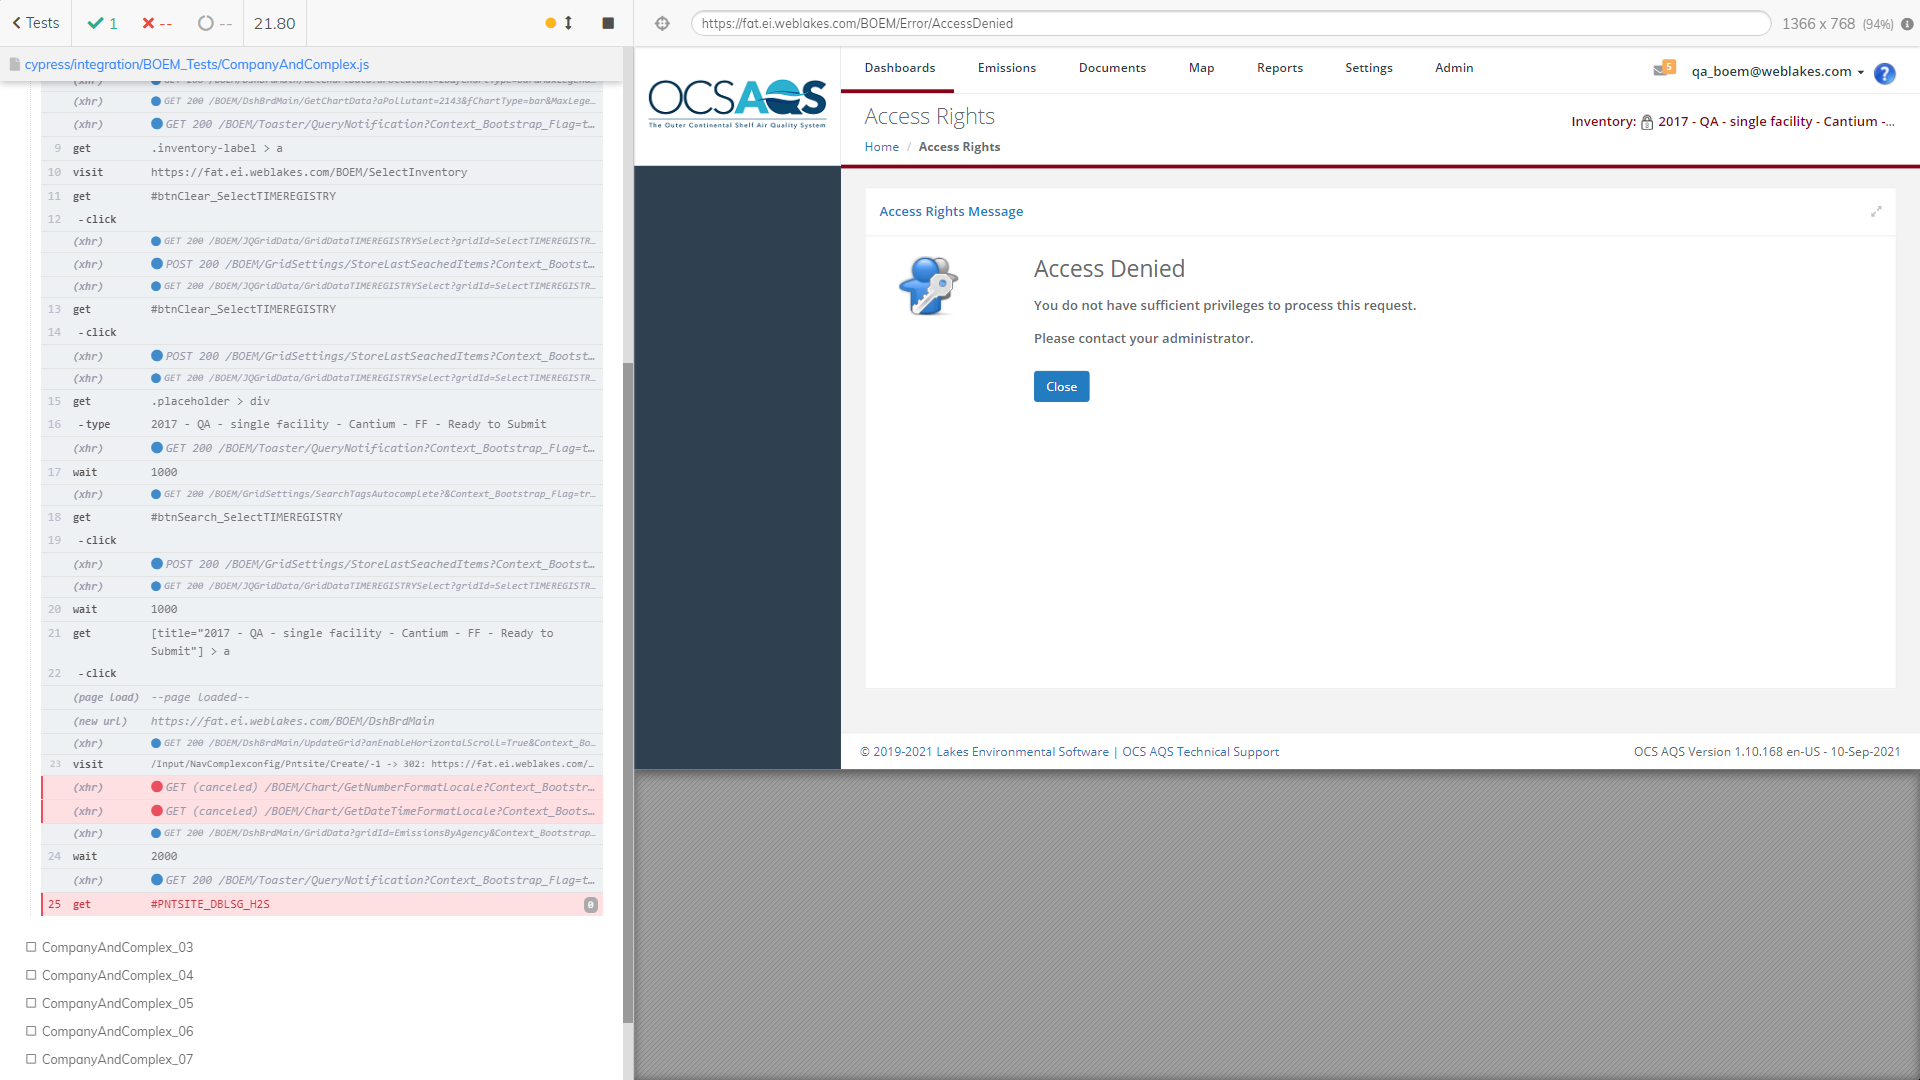 Tests
1
--
--
21.80
https://fat.ei.weblakes.com/BOEM/Error/AccessDenied
1366 x 768 (94%)
cypress/integration/BOEM_Tests/CompanyAndComplex.js
(xhr) GET 200 /BOEM/DshBrdMain/GetChartData?aPollutant=2143&fChartType=bar&MaxLege...
(xhr) GET 200 /BOEM/Toaster/QueryNotification?Context_Bootstrap_Flag=t...
9 get .inventory-label > a
10 visit https://fat.ei.weblakes.com/BOEM/SelectInventory
11 get #btnClear_SelectTIMEREGISTRY
12 -click
(xhr) GET 200 /BOEM/JQGridData/GridDataTIMEREGISTRYSelect?gridId=SelectTIMEREGISTR...
(xhr) POST 200 /BOEM/GridSettings/StoreLastSeachedItems?Context_Bootst...
(xhr) GET 200 /BOEM/JQGridData/GridDataTIMEREGISTRYSelect?gridId=SelectTIMEREGISTR...
13 get #btnClear_SelectTIMEREGISTRY
14 -click
(xhr) POST 200 /BOEM/GridSettings/StoreLastSeachedItems?Context_Bootst...
(xhr) GET 200 /BOEM/JQGridData/GridDataTIMEREGISTRYSelect?gridId=SelectTIMEREGISTR...
15 get .placeholder > div
16 -type 2017 - QA - single facility - Cantium - FF - Ready to Submit
(xhr) GET 200 /BOEM/Toaster/QueryNotification?Context_Bootstrap_Flag=t...
17 wait 1000
(xhr) GET 200 /BOEM/GridSettings/SearchTagsAutocomplete?&Context_Bootstrap_Flag=tr...
18 get #btnSearch_SelectTIMEREGISTRY
19 -click
(xhr) POST 200 /BOEM/GridSettings/StoreLastSeachedItems?Context_Bootst...
(xhr) GET 200 /BOEM/JQGridData/GridDataTIMEREGISTRYSelect?gridId=SelectTIMEREGISTR...
20 wait 1000
21 get [title="2017 - QA - single facility - Cantium - FF - Ready to
Submit"] > a
22 -click
(page load) --page loaded--
(new url) https://fat.ei.weblakes.com/BOEM/DshBrdMain
(xhr) GET 200 /BOEM/DshBrdMain/UpdateGrid?anEnableHorizontalScroll=True&Context_Bo...
23 visit /Input/NavComplexconfig/Pntsite/Create/-1 -> 302: https://fat.ei.weblakes.com/...
(xhr) GET (canceled) /BOEM/Chart/GetNumberFormatLocale?Context_Bootstr...
(xhr) GET (canceled) /BOEM/Chart/GetDateTimeFormatLocale?Context_Boots...
(xhr) GET 200 /BOEM/DshBrdMain/GridData?gridId=EmissionsByAgency&Context_Bootstrap...
24 wait 2000
(xhr) GET 200 /BOEM/Toaster/QueryNotification?Context_Bootstrap_Flag=t...
25 get #PNTSITE_DBLSG_H2S 0
CompanyAndComplex_03
CompanyAndComplex_04
CompanyAndComplex_05
CompanyAndComplex_06
CompanyAndComplex_07
OCSAQS
The Outer Continental Shelf Air Quality System
Dashboards Emissions Documents Map Reports Settings Admin
5
qa_boem@weblakes.com
?
Access Rights
Inventory: 2017 - QA - single facility - Cantium -...
Home / Access Rights
Access Rights Message
Access Denied
You do not have sufficient privileges to process this request.
Please contact your administrator.
Close
© 2019-2021 Lakes Environmental Software | OCS AQS Technical Support
OCS AQS Version 1.10.168 en-US - 10-Sep-2021